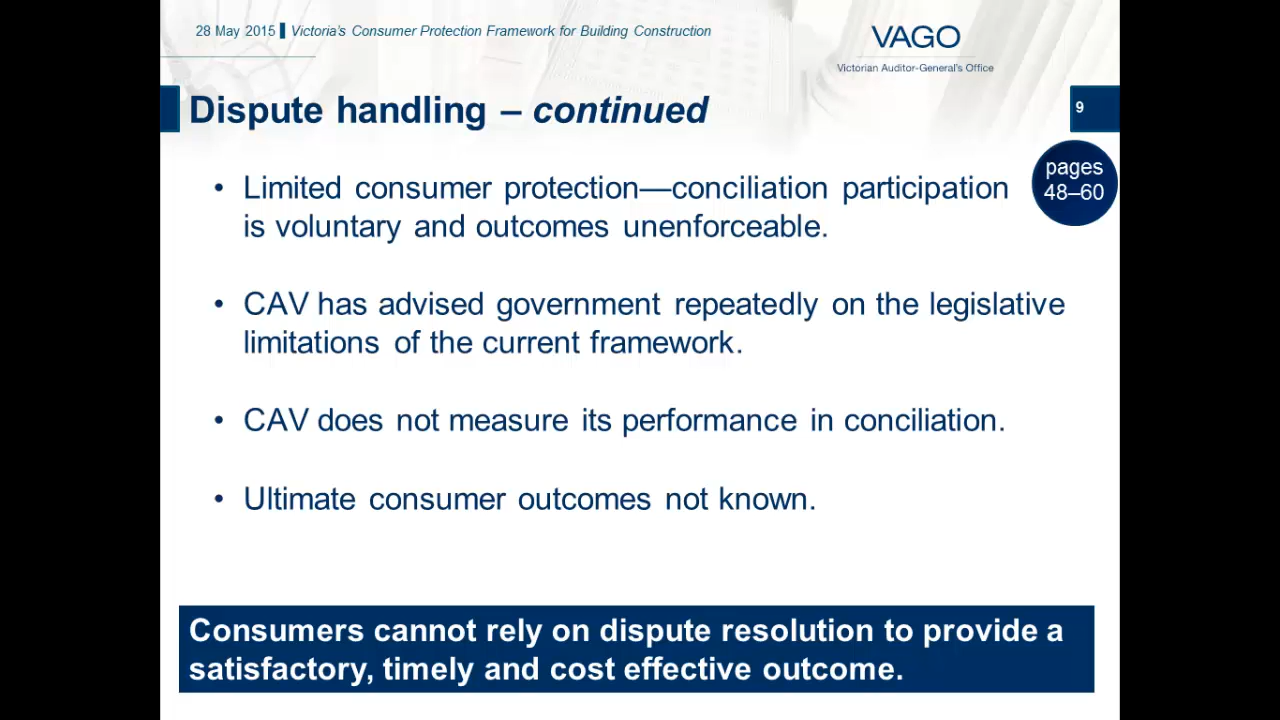 28 May 2015 | Victoria's Consumer Protection Framework for Building Construction
VAGO
Victorian Auditor-General's Office
Dispute handling – continued
9
pages
48–60
• Limited consumer protection—conciliation participation
is voluntary and outcomes unenforceable.
• CAV has advised government repeatedly on the legislative
limitations of the current framework.
• CAV does not measure its performance in conciliation.
• Ultimate consumer outcomes not known.
Consumers cannot rely on dispute resolution to provide a
satisfactory, timely and cost effective outcome.